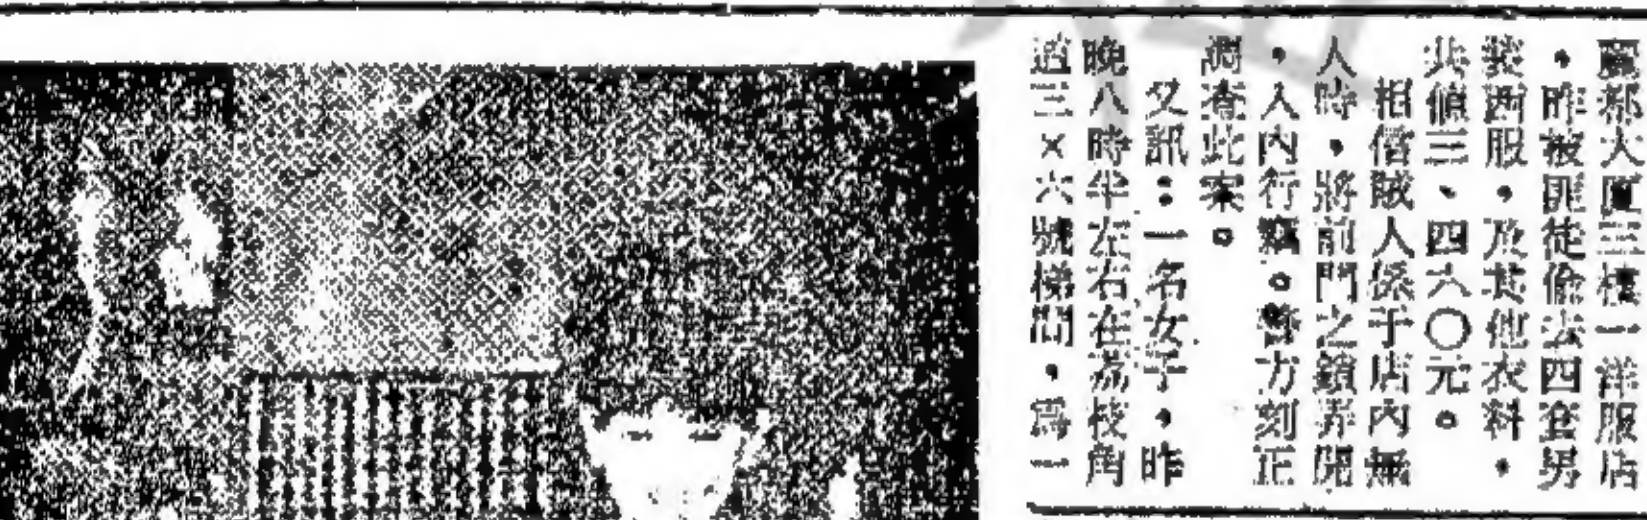 麗都大廈三樓一洋服店
，昨被匪徒偷去四套男
裝西服，及其他衣料，
共值三、四六〇元。
相信賊人係于店內無
人時，將前門之鎖弄開
，入內行竊。警方刻正
調查此案。
又訊：一名女子，昨
晚八時半左右在荔枝角
道三×六號梯間，爲一